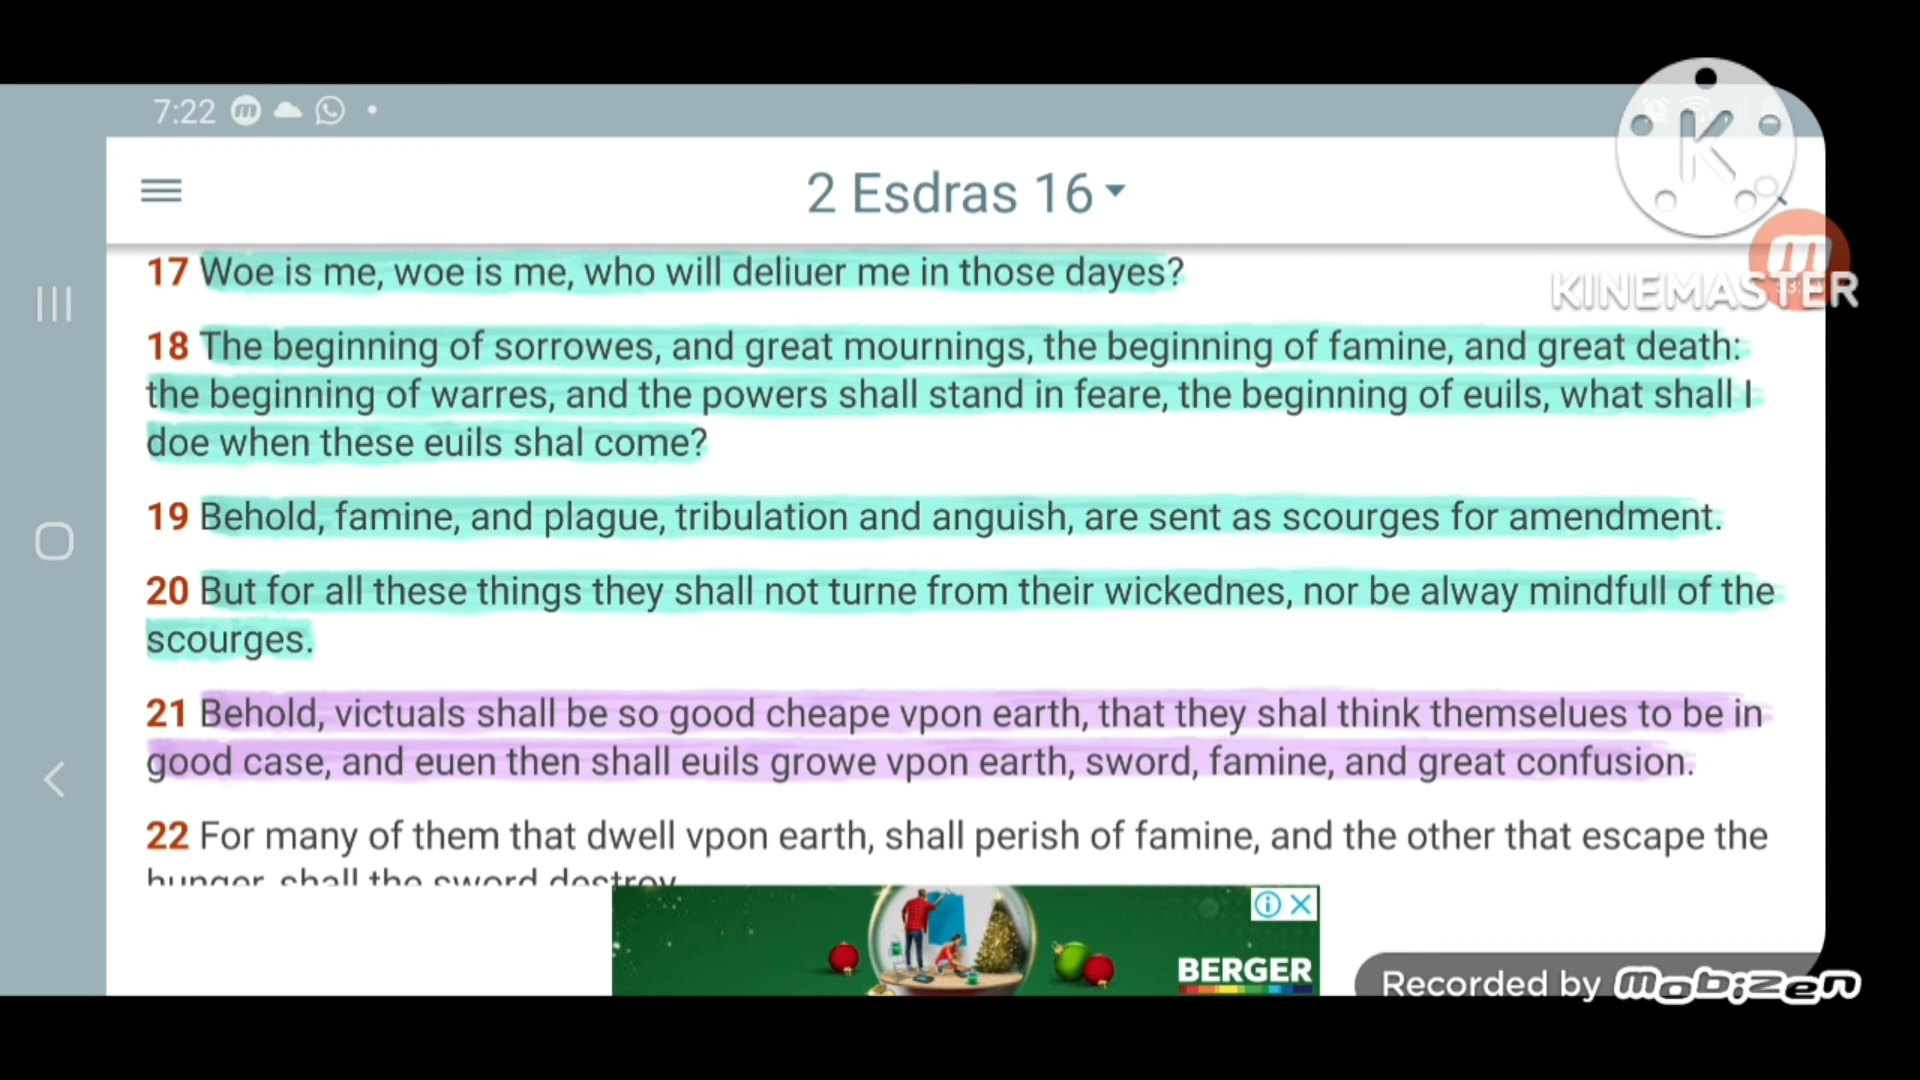 7:22
2 Esdras 16
KINEMASTER
17 Woe is me, woe is me, who will deliuer me in those dayes?
18 The beginning of sorrowes, and great mournings, the beginning of famine, and great death:
the beginning of warres, and the powers shall stand in feare, the beginning of euils, what shall I
doe when these euils shal come?
19 Behold, famine, and plague, tribulation and anguish, are sent as scourges for amendment.
20 But for all these things they shall not turne from their wickednes, nor be alway mindfull of the
scourges.
21 Behold, victuals shall be so good cheape vpon earth, that they shal think themselues to be in
good case, and euen then shall euils growe vpon earth, sword, famine, and great confusion.
22 For many of them that dwell vpon earth, shall perish of famine, and the other that escape the
hunger, shall the sword destroy.
BERGER
Recorded by mobizen